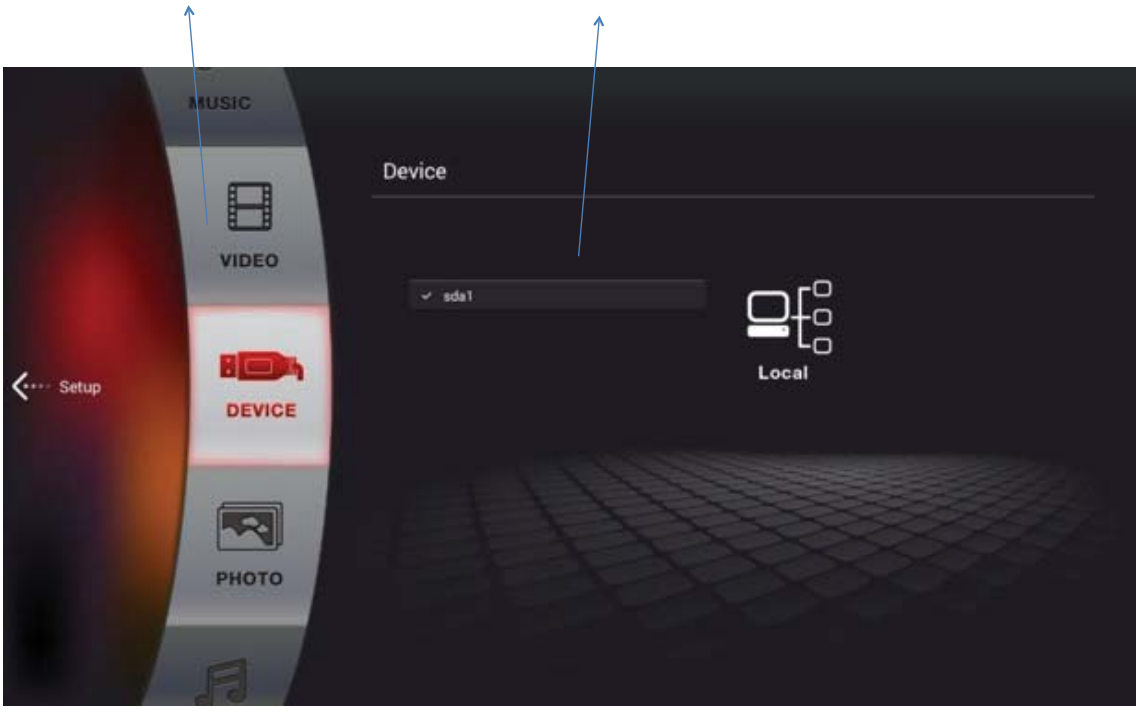 MUSIC
VIDEO
DEVICE
PHOTO
Setup
Device
sda1
Local